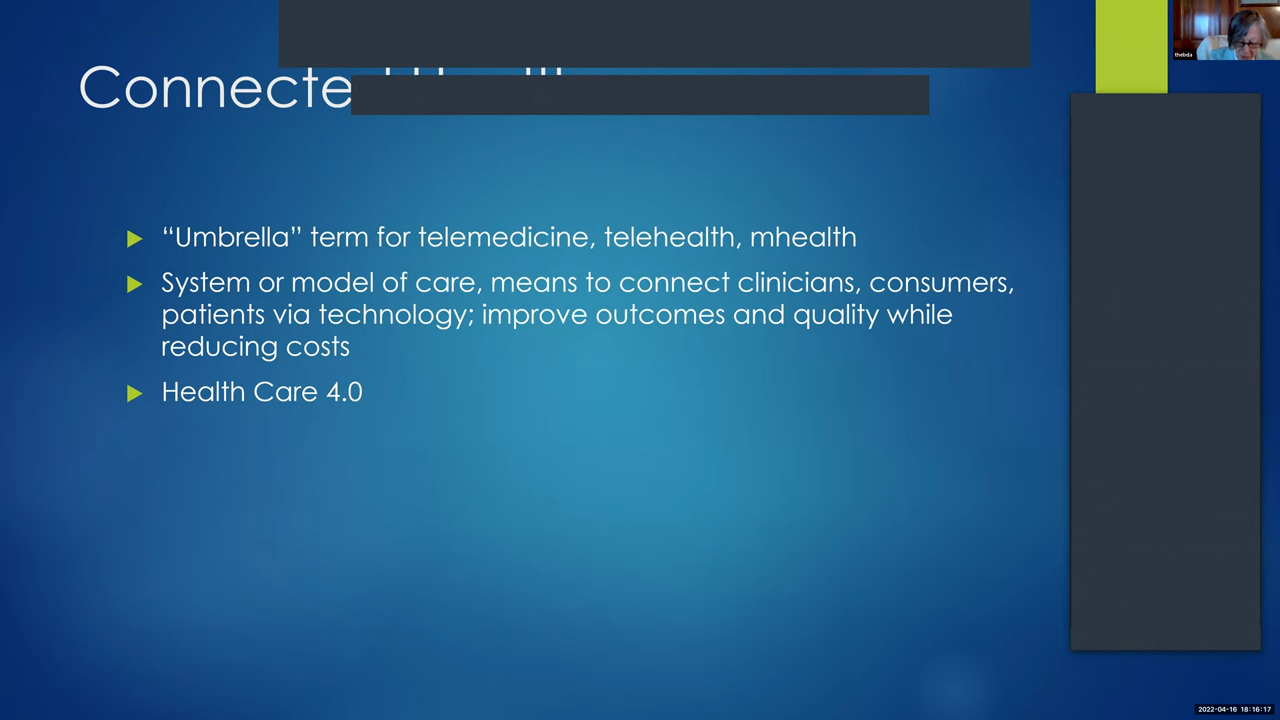 Connecte
“Umbrella” term for telemedicine, telehealth, mhealth
System or model of care, means to connect clinicians, consumers,
patients via technology; improve outcomes and quality while
reducing costs
Health Care 4.0
thebda
2022-04-16 18:16:17